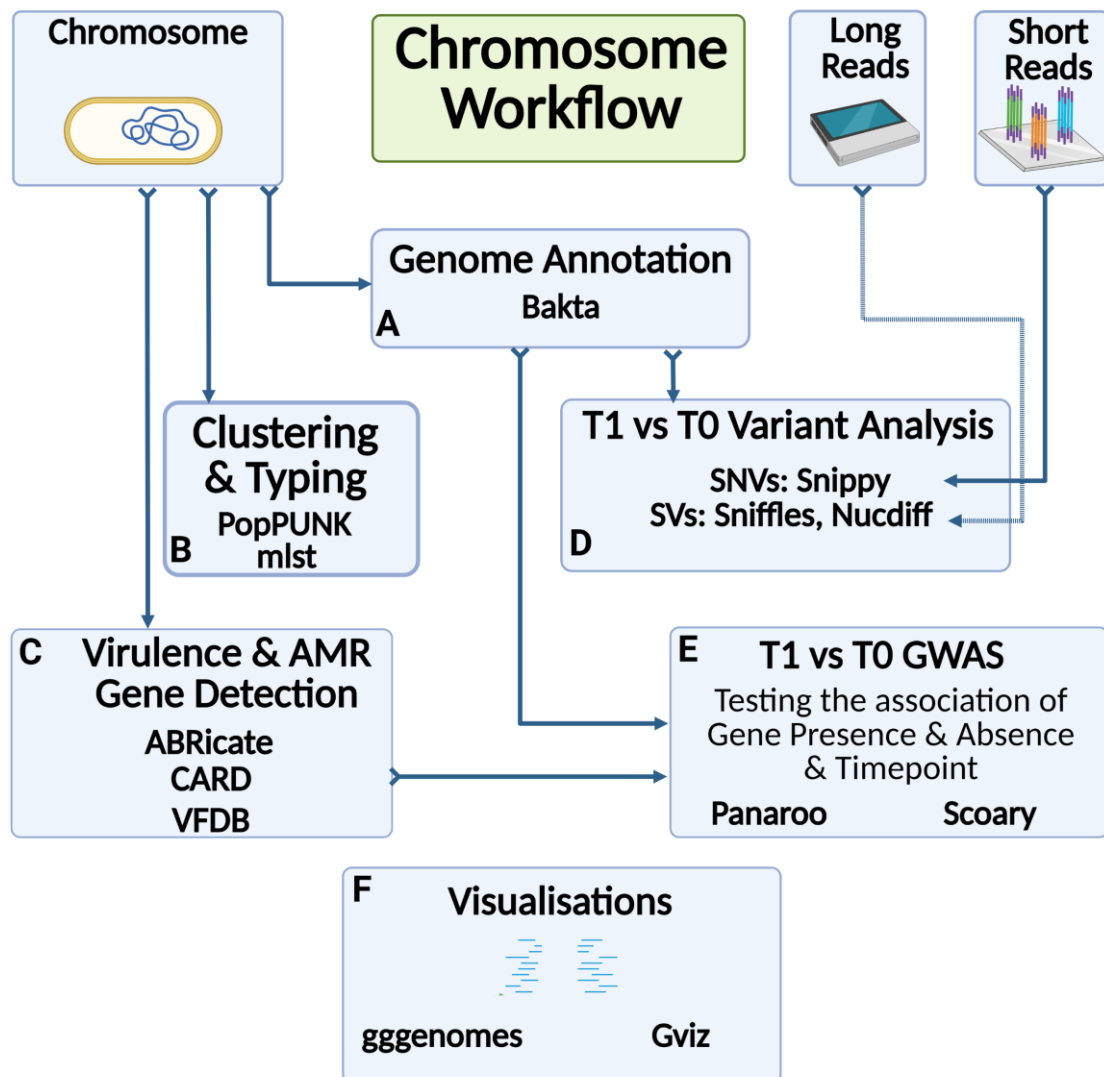 Chromosome
Chromosome
Workflow
Long
Reads
Short
Reads
Genome Annotation
Bakta
A
Clustering
& Typing
PopPUNK
mlst
B
T1 vs T0 Variant Analysis
SNVs: Snippy
SVs: Sniffles, Nucdiff
D
C
Virulence & AMR
Gene Detection
ABRicate
CARD
VFDB
E
T1 vs T0 GWAS
Testing the association of
Gene Presence & Absence
& Timepoint
Panaroo Scoary
F
Visualisations
gggenomes Gviz